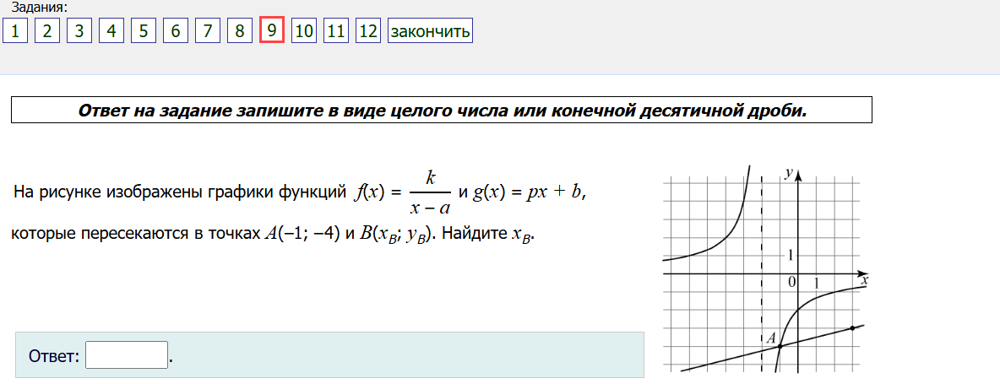 Задания:
1 2 3 4 5 6 7 8 9 10 11 12 закончить
Ответ на задание запишите в виде целого числа или конечной десятичной дроби.
На рисунке изображены графики функций f(x) = k / (x – a) и g(x) = px + b,
которые пересекаются в точках A(–1; –4) и B(x_B; y_B). Найдите x_B.
y
1
0 1 x
A
Ответ: .